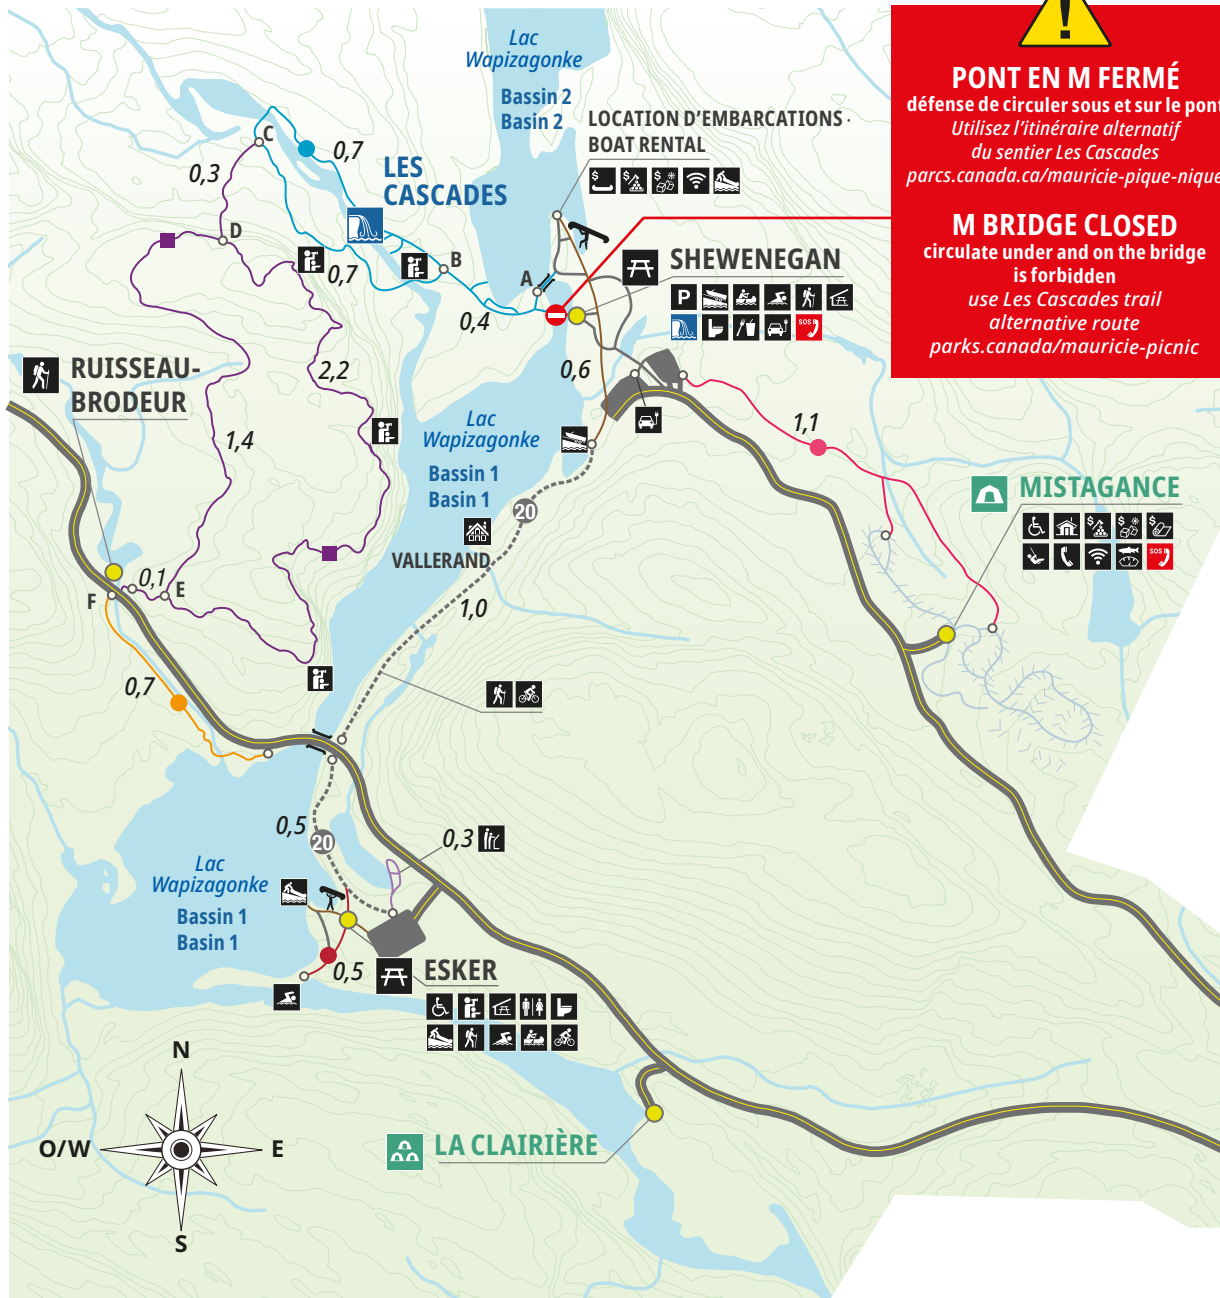 Lac
Wapizagonke
Bassin 2
Basin 2
LOCATION D'EMBARCATIONS ·
BOAT RENTAL
PONT EN M FERMÉ
défense de circuler sous et sur le pont
Utilisez l'itinéraire alternatif
du sentier Les Cascades
parcs.canada.ca/mauricie-pique-nique
M BRIDGE CLOSED
circulate under and on the bridge
is forbidden
use Les Cascades trail
alternative route
parks.canada/mauricie-picnic
C
0,7
0,3
LES
CASCADES
D
0,7
B
A
0,4
SHEWENEGAN
P
SOS
RUISSEAU-
BRODEUR
2,2
0,6
1,4
1,1
Lac
Wapizagonke
Bassin 1
Basin 1
20
VALLERAND
MISTAGANCE
SOS
0,1
E
F
1,0
0,7
0,5
20
0,3
Lac
Wapizagonke
Bassin 1
Basin 1
0,5
ESKER
N
O/W
E
S
LA CLAIRIÈRE